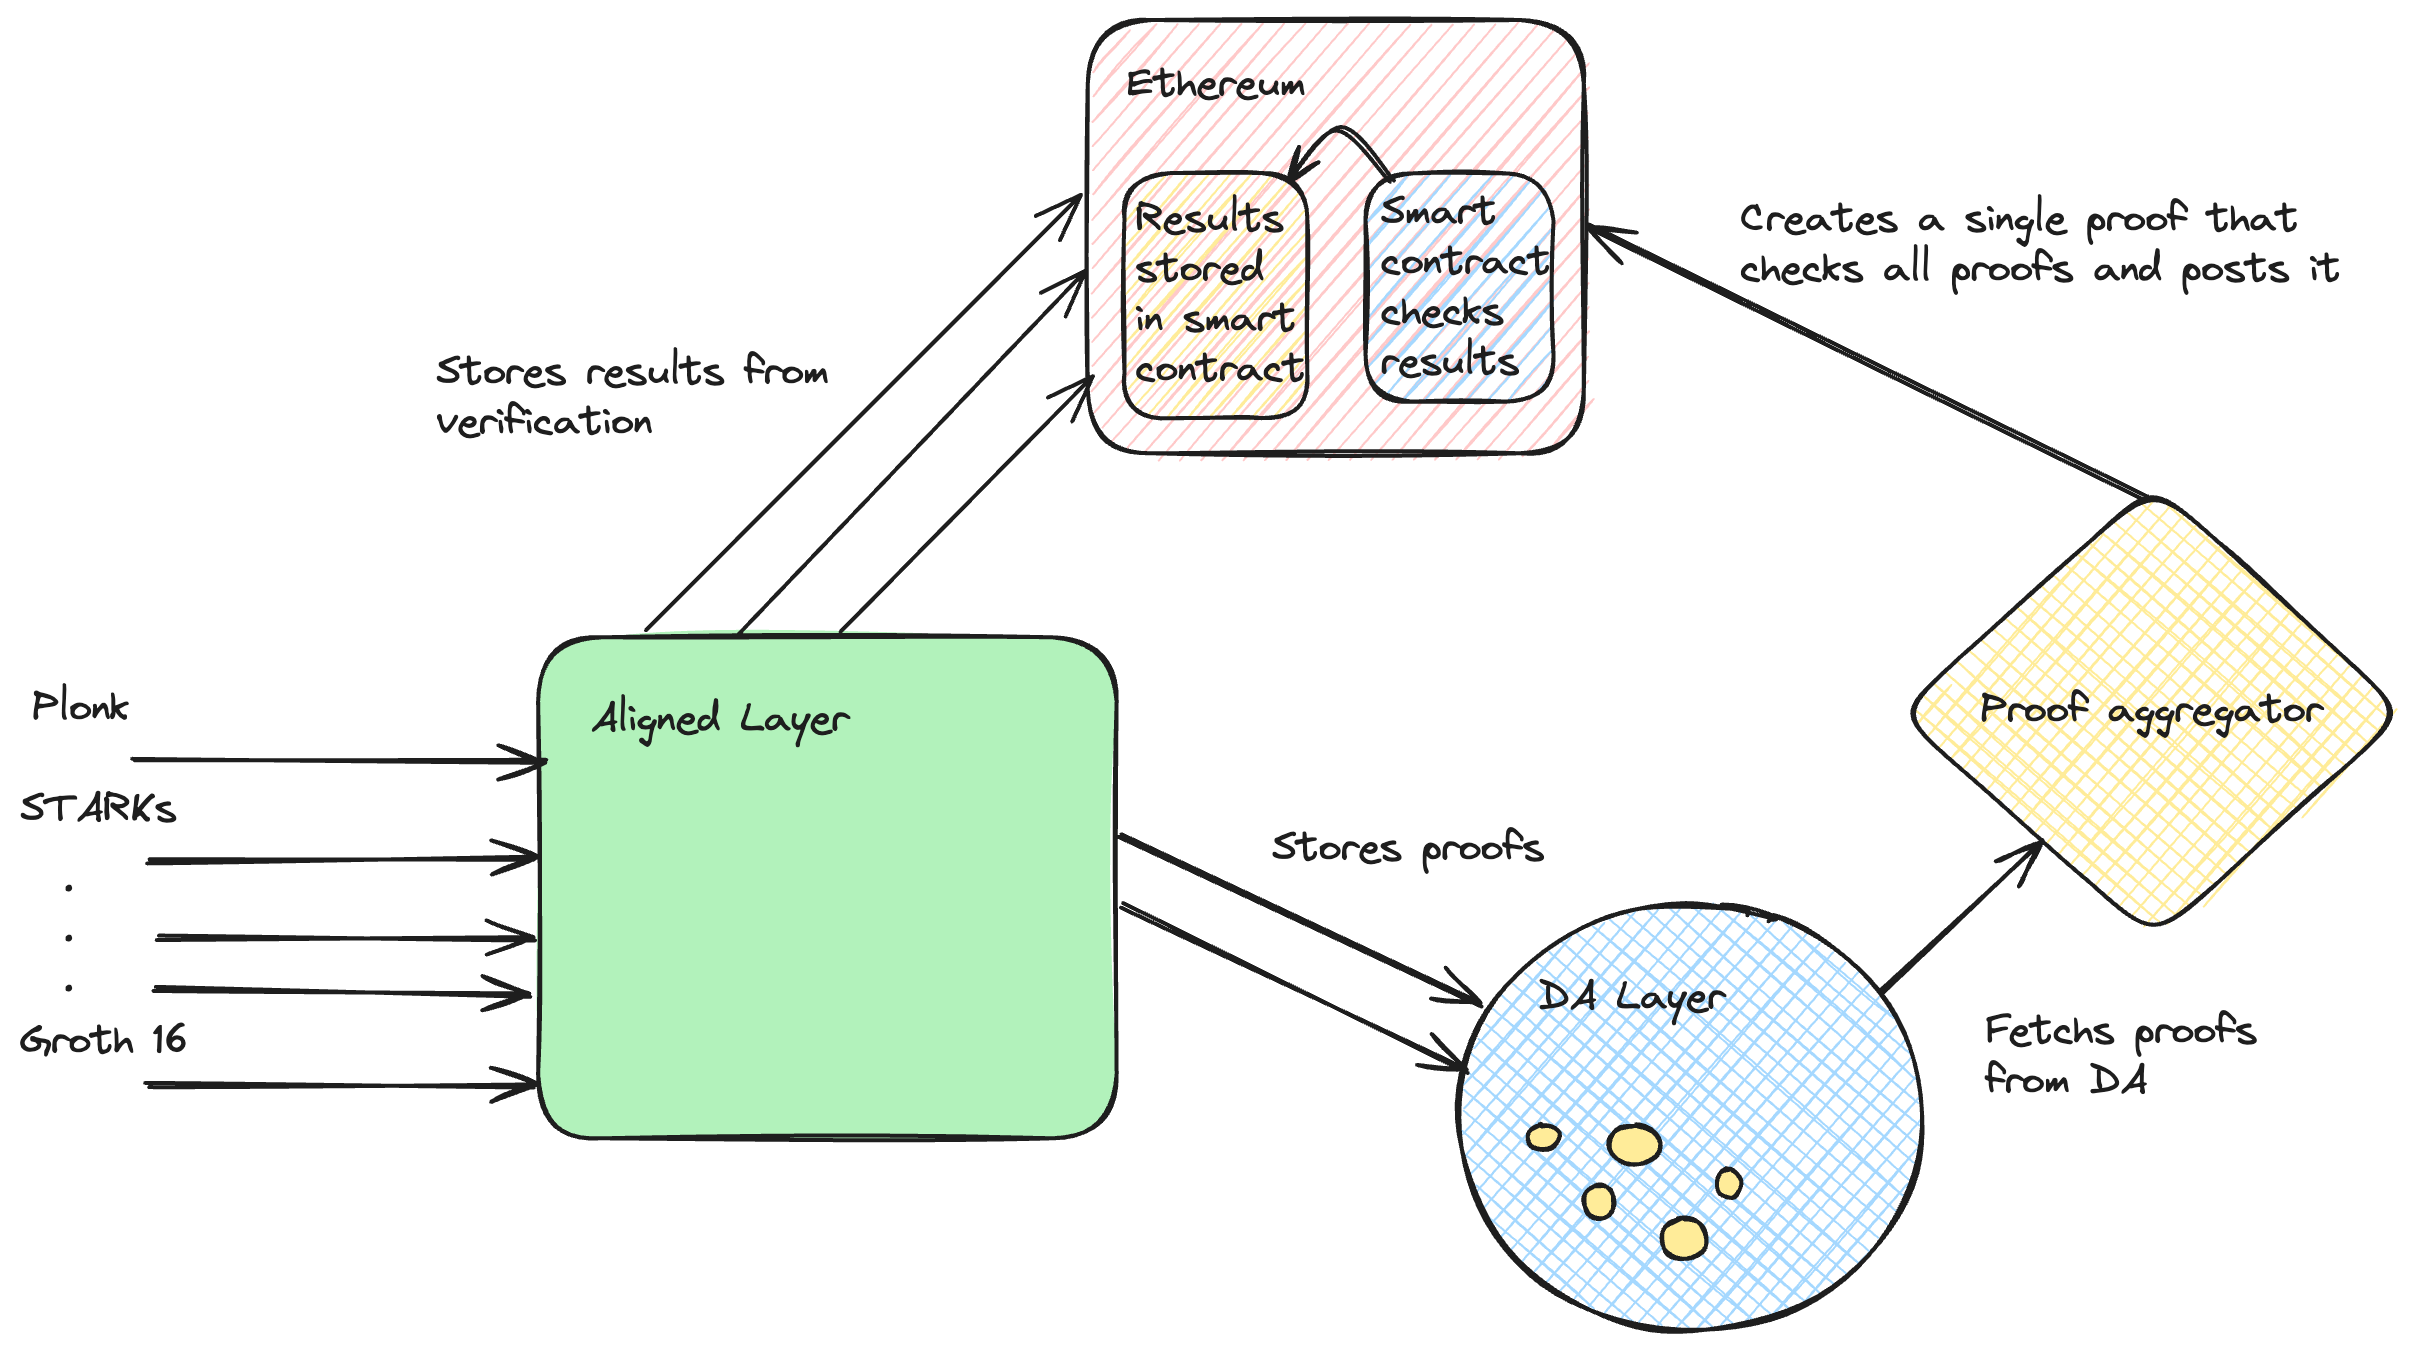 Ethereum
Results
stored
in smart
contract
Smart
contract
checks
results
Creates a single proof that
checks all proofs and posts it
Stores results from
verification
Plonk
STARKs
.
.
.
Groth 16
Aligned Layer
Stores proofs
DA Layer
Proof aggregator
Fetchs proofs
from DA